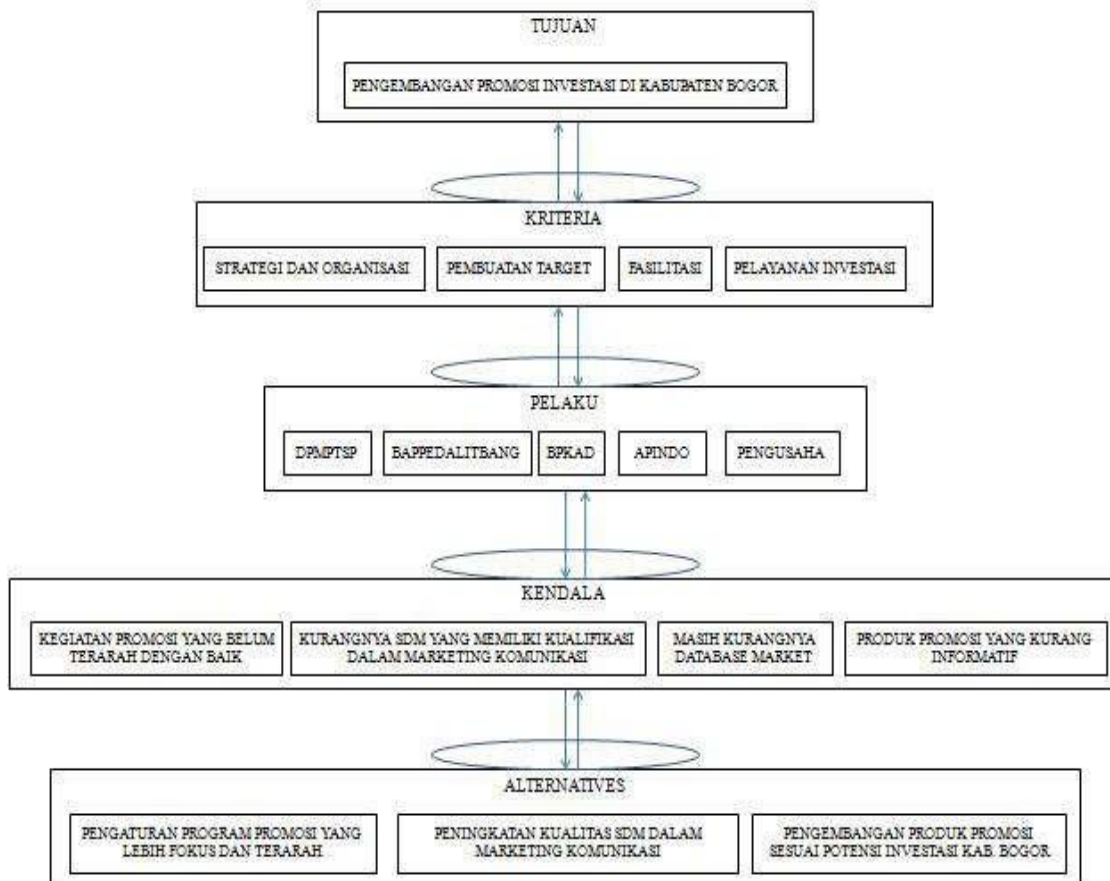 TUJUAN
PENGEMBANGAN PROMOSI INVESTASI DI KABUPATEN BOGOR
KRITERIA
STRATEGI DAN ORGANISASI
PEMBUATAN TARGET
FASILITASI
PELAYANAN INVESTASI
PELAKU
DPMPTSP
BAPPEDALITBANG
BPKAD
APINDO
PENGUSAHA
KENDALA
KEGIATAN PROMOSI YANG BELUM
TERARAH DENGAN BAIK
KURANGNYA SDM YANG MEMILIKI KUALIFIKASI
DALAM MARKETING KOMUNIKASI
MASIH KURANGNYA
DATABASE MARKET
PRODUK PROMOSI YANG KURANG
INFORMATIF
ALTERNATIVES
PENGATURAN PROGRAM PROMOSI YANG
LEBIH FOKUS DAN TERARAH
PENINGKATAN KUALITAS SDM DALAM
MARKETING KOMUNIKASI
PENGEMBANGAN PRODUK PROMOSI
SESUAI POTENSI INVESTASI KAB. BOGOR